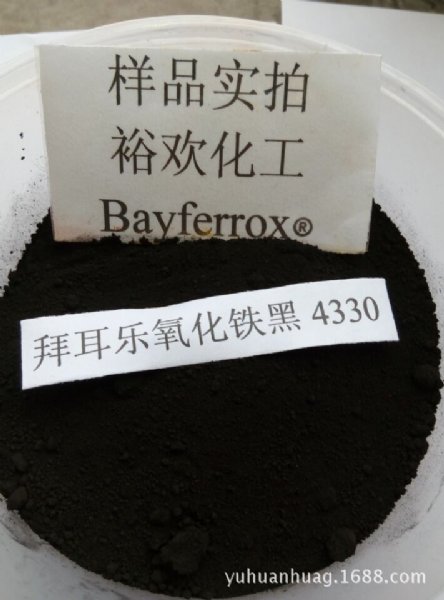 样品实拍
裕欢化工
Bayferrox®
拜耳乐氧化铁黑 4330
yuhuanhuag.1688.com